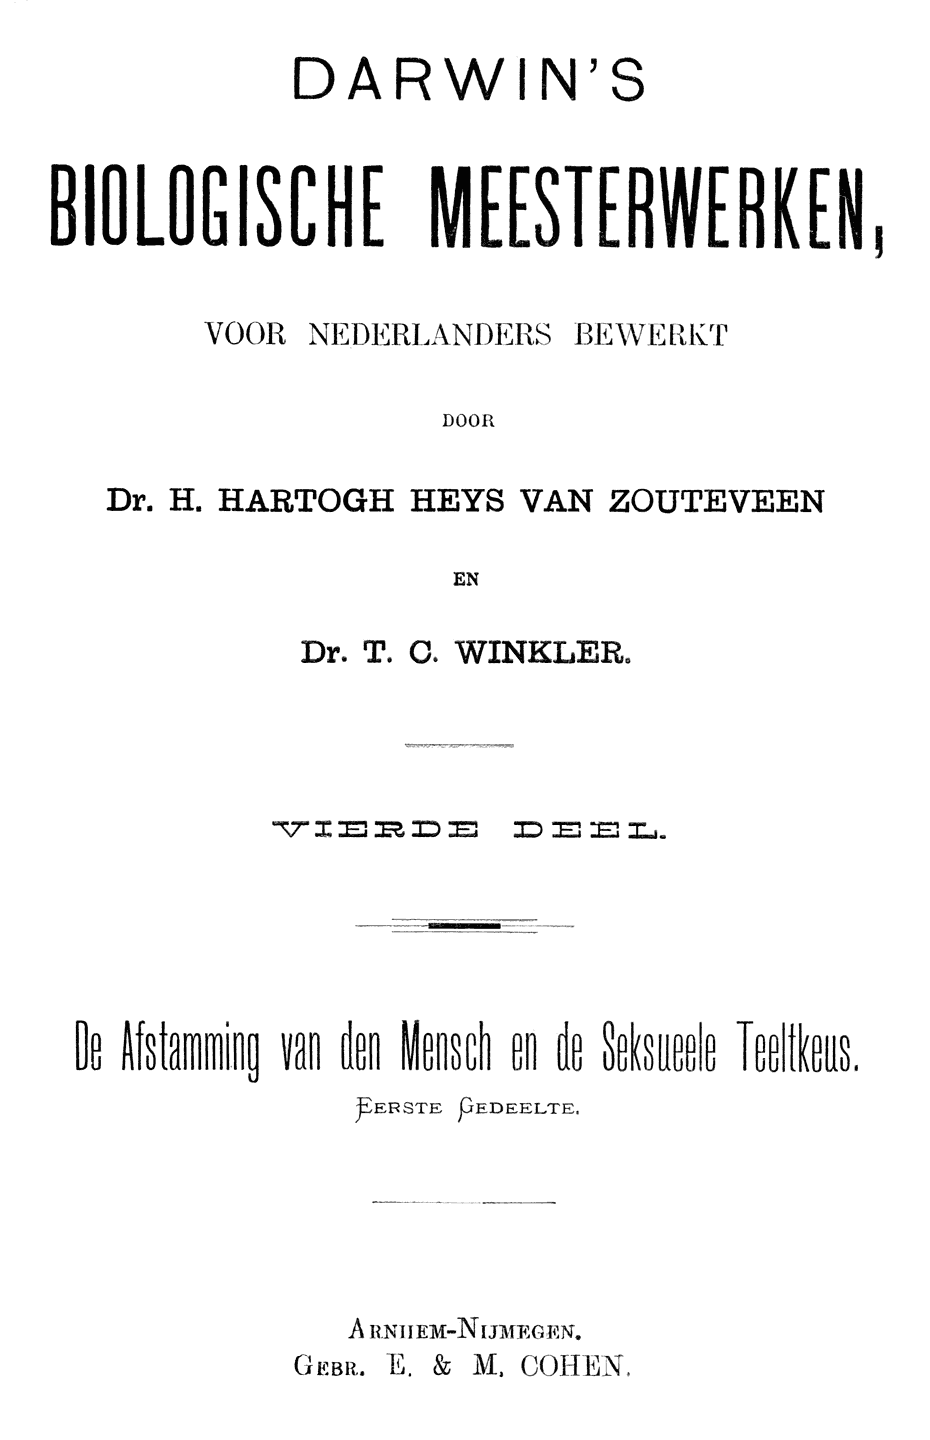 DARWIN'S
BIOLOGISCHE MEESTERWERKEN,
VOOR NEDERLANDERS BEWERKT
DOOR
Dr. H. HARTOGH HEYS VAN ZOUTEVEEN
EN
Dr. T. C. WINKLER.
VIERDE DEEL.
De Afstamming van den Mensch en de Seksueele Teeltkeus.
EERSTE GEDEELTE.
ARNHEM-NIJMEGEN.
GEBR. E. & M. COHEN.